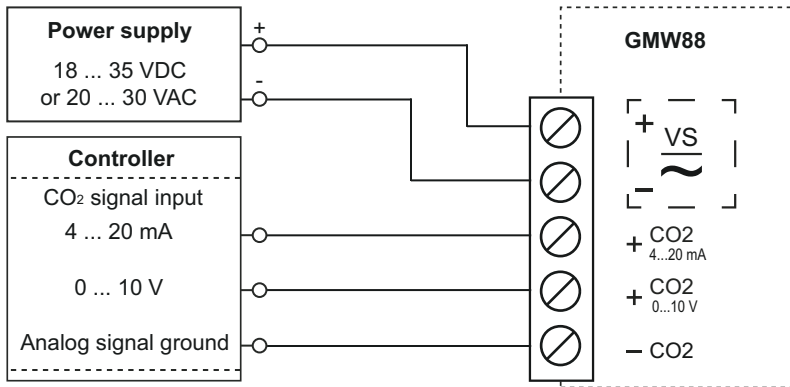 Power supply
18 ... 35 VDC
or 20 ... 30 VAC
+
-
Controller
CO2 signal input
4 ... 20 mA
0 ... 10 V
Analog signal ground
GMW88
+
VS
~
−
+ CO2
4...20 mA
+ CO2
0...10 V
− CO2